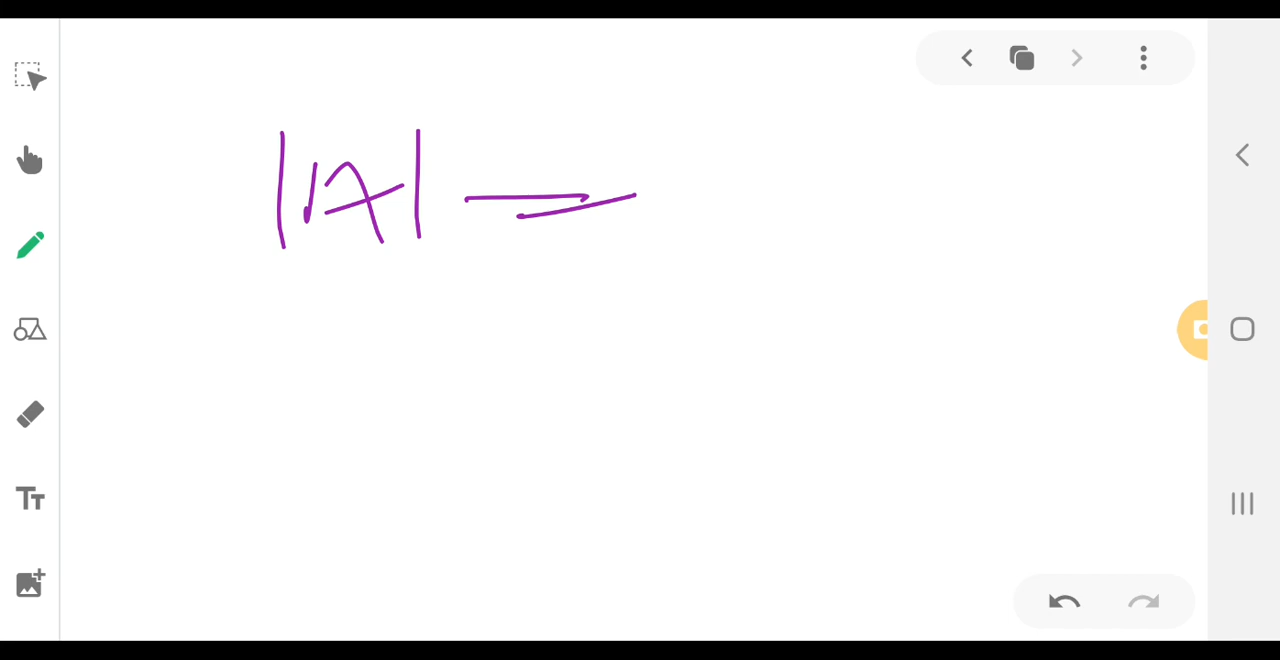 |A| =